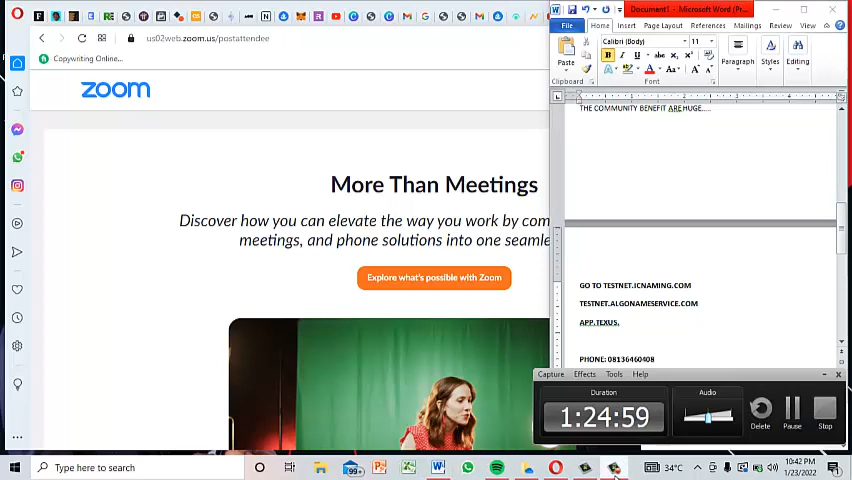 Document1 - Microsoft Word (Pr...
us02web.zoom.us/postattendee
File
Home
Insert
Page Layout
References
Mailings
Review
View
Copywriting Online...
Calibri (Body)
11
Paste
Clipboard
Font
Paragraph
Styles
Editing
zoom
THE COMMUNITY BENEFIT ARE HUGE.....
More Than Meetings
Discover how you can elevate the way you work by com
meetings, and phone solutions into one seamle
Explore what's possible with Zoom
GO TO TESTNET.ICNAMING.COM
TESTNET.ALGONAMESERVICE.COM
APP.TEXUS.
PHONE: 08136460408
Capture
Effects
Tools
Help
Duration
1:24:59
Audio
Delete
Pause
Stop
Type here to search
99+
34°C
10:42 PM
1/23/2022